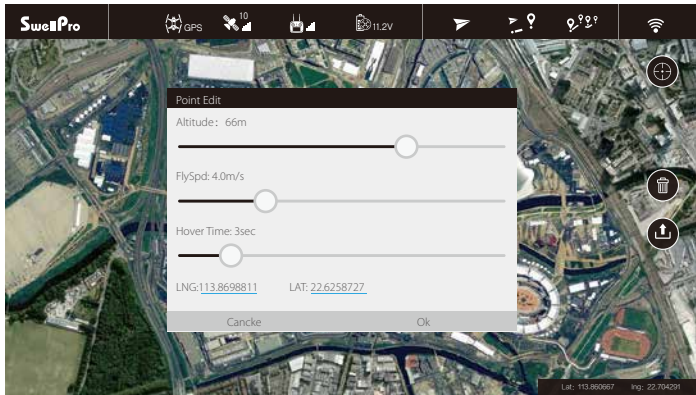 SwellPro
GPS
10
11.2V
Point Edit
Altitude: 66m
FlySpd: 4.0m/s
Hover Time: 3sec
LNG:113.8698811 LAT: 22.6258727
Cancke Ok
Lat: 113.860667 lng: 22.704291